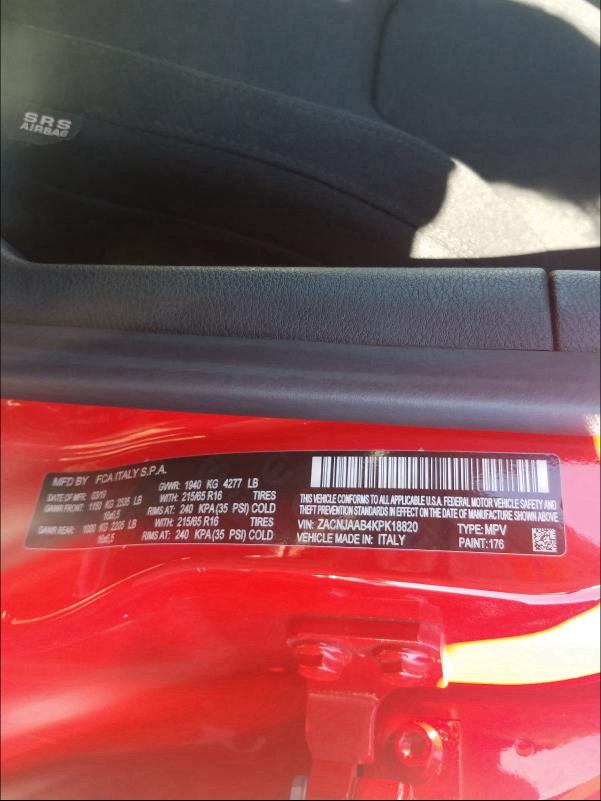 SRS
AIRBAG
MFD BY FCA ITALY S.P.A.
DATE OF MFR: 03/19 GVWR: 1940 KG 4277 LB
GAWR FRONT: 1150 KG 2535 LB WITH: 215/65 R16 TIRES
16x6,5 RIMS AT: 240 KPA (35 PSI) COLD
GAWR REAR: 1000 KG 2205 LB WITH: 215/65 R16 TIRES
16x6,5 RIMS AT: 240 KPA(35 PSI) COLD
THIS VEHICLE CONFORMS TO ALL APPLICABLE U.S.A. FEDERAL MOTOR VEHICLE SAFETY AND
THEFT PREVENTION STANDARDS IN EFFECT ON THE DATE OF MANUFACTURE SHOWN ABOVE
VIN: ZACNJAAB4KPK18820 TYPE: MPV
VEHICLE MADE IN: ITALY PAINT: 176